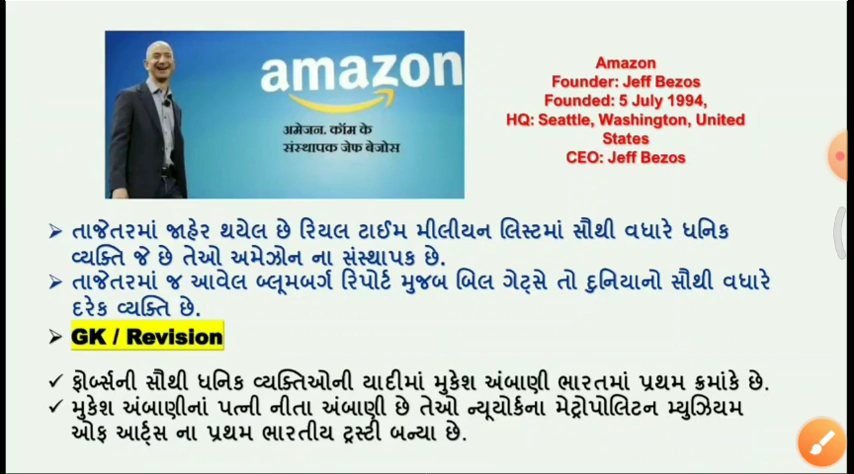 amazon
अमेजन. कॉम के
संस्थापक जेफ बेजोस
Amazon
Founder: Jeff Bezos
Founded: 5 July 1994,
HQ: Seattle, Washington, United
States
CEO: Jeff Bezos
➢ તાજેતરમાં જાહેર થયેલ છે રિયલ ટાઈમ મીલીયન લિસ્ટમાં સૌથી વધારે ધનિક
વ્યક્તિ જે છે તેઓ અમેઝોન ના સંસ્થાપક છે.
➢ તાજેતરમાં જ આવેલ બ્લૂમબર્ગ રિપોર્ટ મુજબ બિલ ગેટ્સે તો દુનિયાનો સૌથી વધારે
દરેક વ્યક્તિ છે.
➢ GK / Revision
✓ ફોર્બ્સની સૌથી ધનિક વ્યક્તિઓની યાદીમાં મુકેશ અંબાણી ભારતમાં પ્રથમ ક્રમાંકે છે.
✓ મુકેશ અંબાણીનાં પત્ની નીતા અંબાણી છે તેઓ ન્યૂયોર્કના મેટ્રોપોલિટન મ્યુઝિયમ
ઓફ આર્ટ્સ ના પ્રથમ ભારતીય ટ્રસ્ટી બન્યા છે.